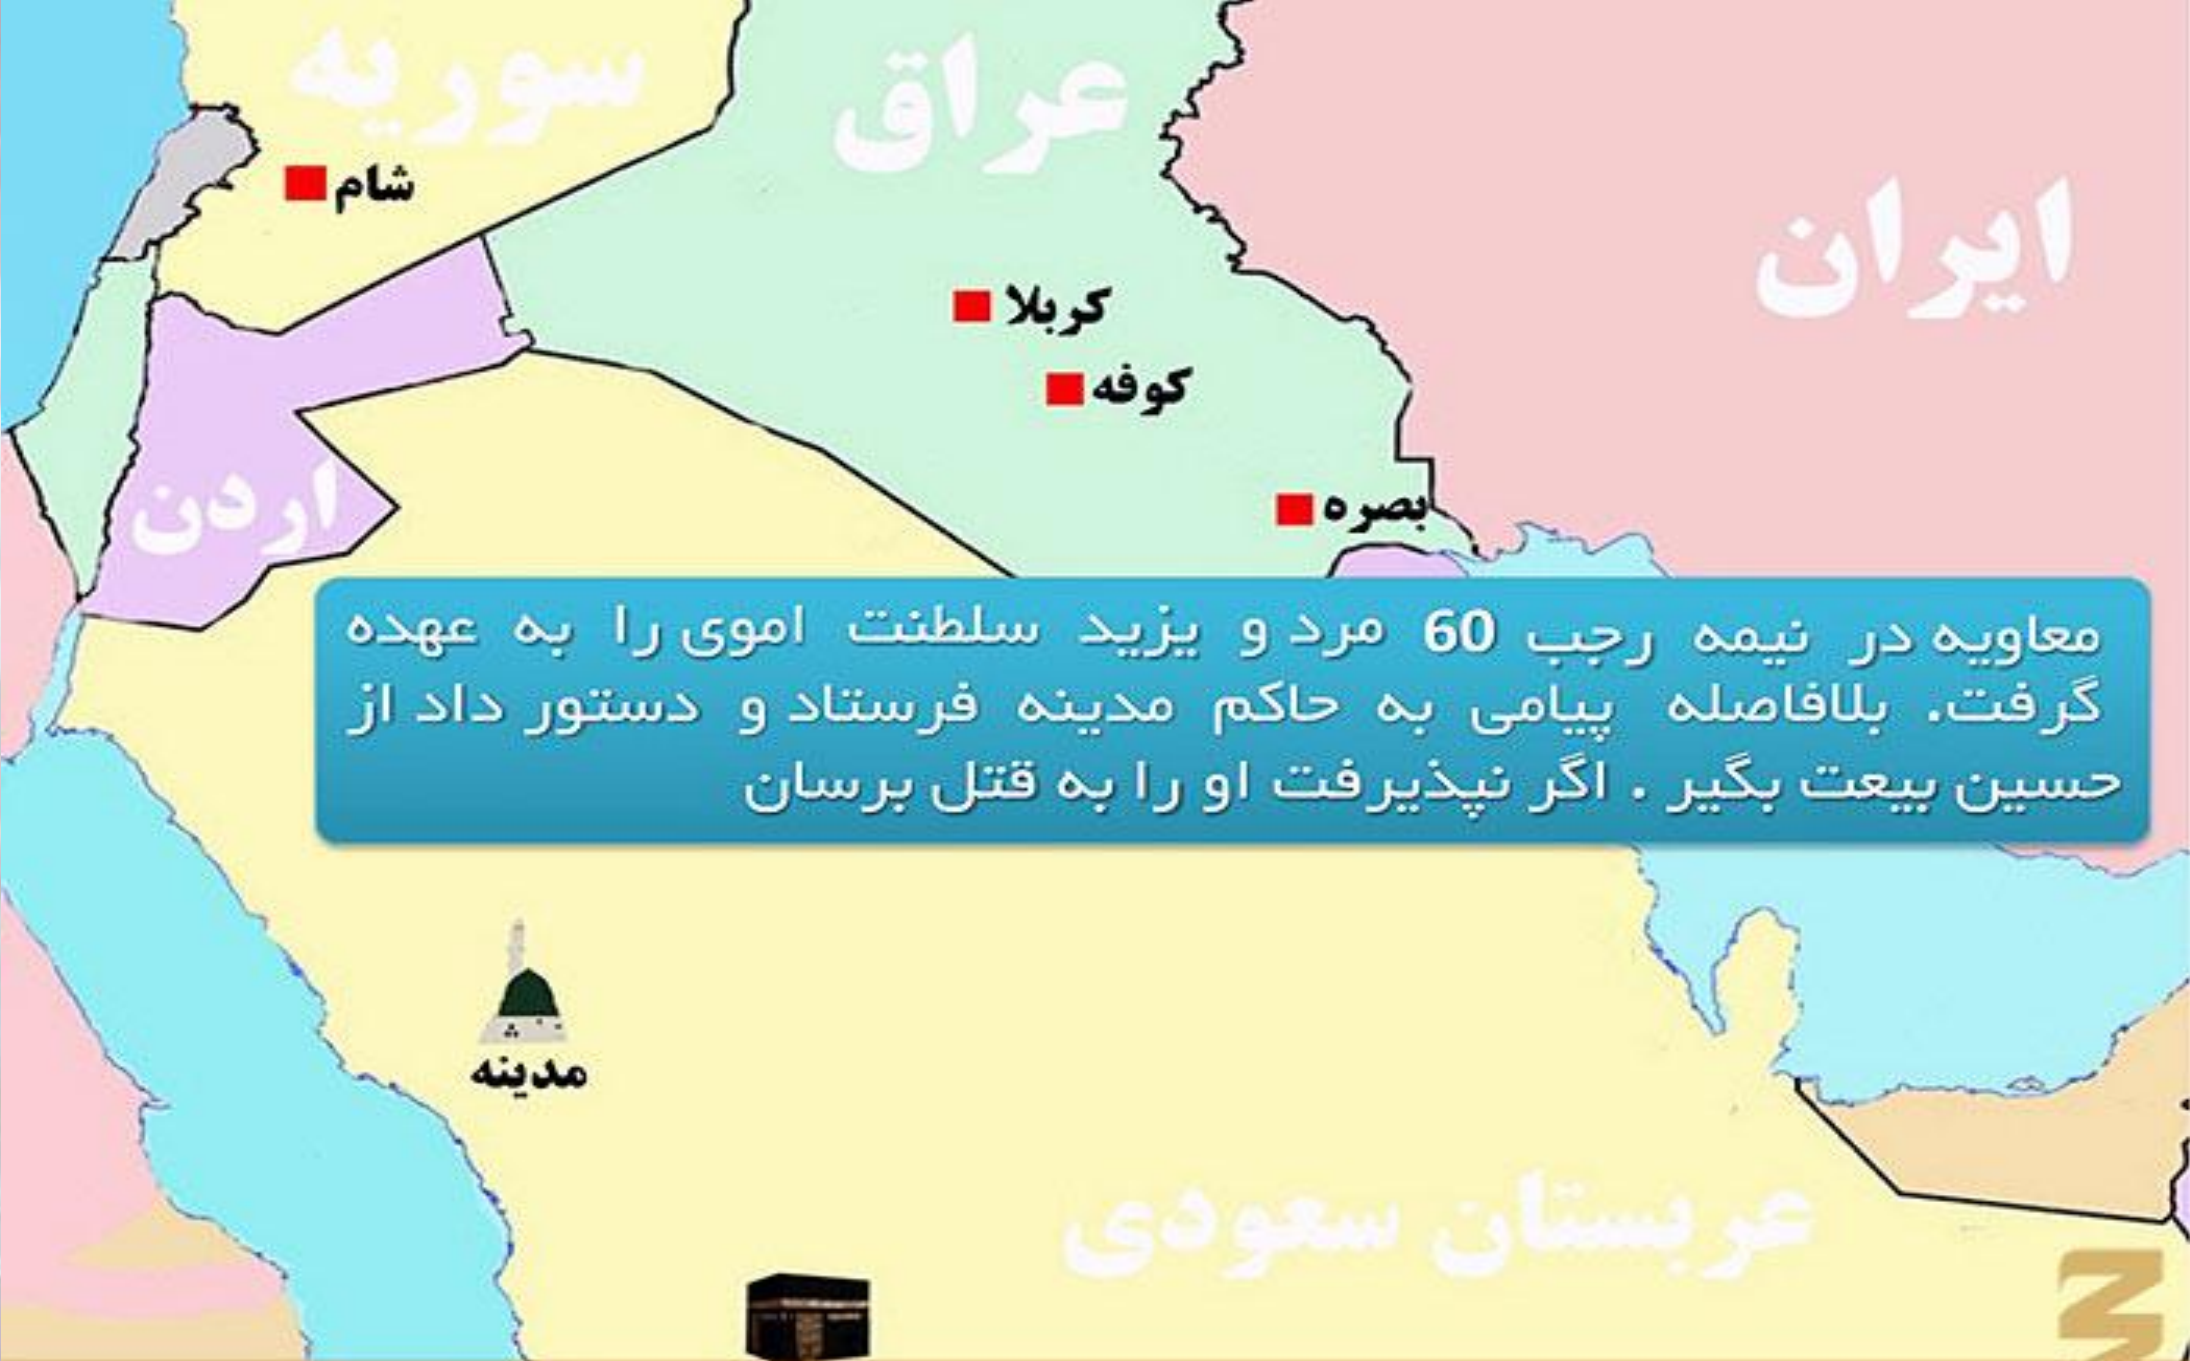 سوریه
عراق
ایران
شام
کربلا
کوفه
بصره
اردن
معاویه در نیمه رجب 60 مرد و یزید سلطنت اموی را به عهده
گرفت. بلافاصله پیامی به حاکم مدینه فرستاد و دستور داد از
حسین بیعت بگیر . اگر نپذیرفت او را به قتل برسان
مدینه
عربستان سعودی